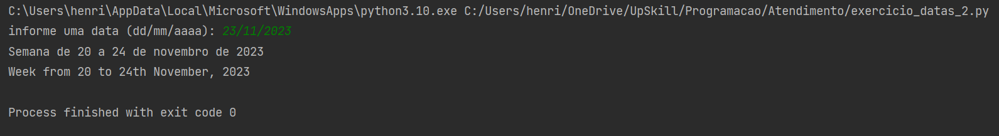 C:\Users\henri\AppData\Local\Microsoft\WindowsApps\python3.10.exe C:/Users/henri/OneDrive/UpSkill/Programacao/Atendimento/exercicio_datas_2.py
informe uma data (dd/mm/aaaa): 23/11/2023
Semana de 20 a 24 de novembro de 2023
Week from 20 to 24th November, 2023
Process finished with exit code 0